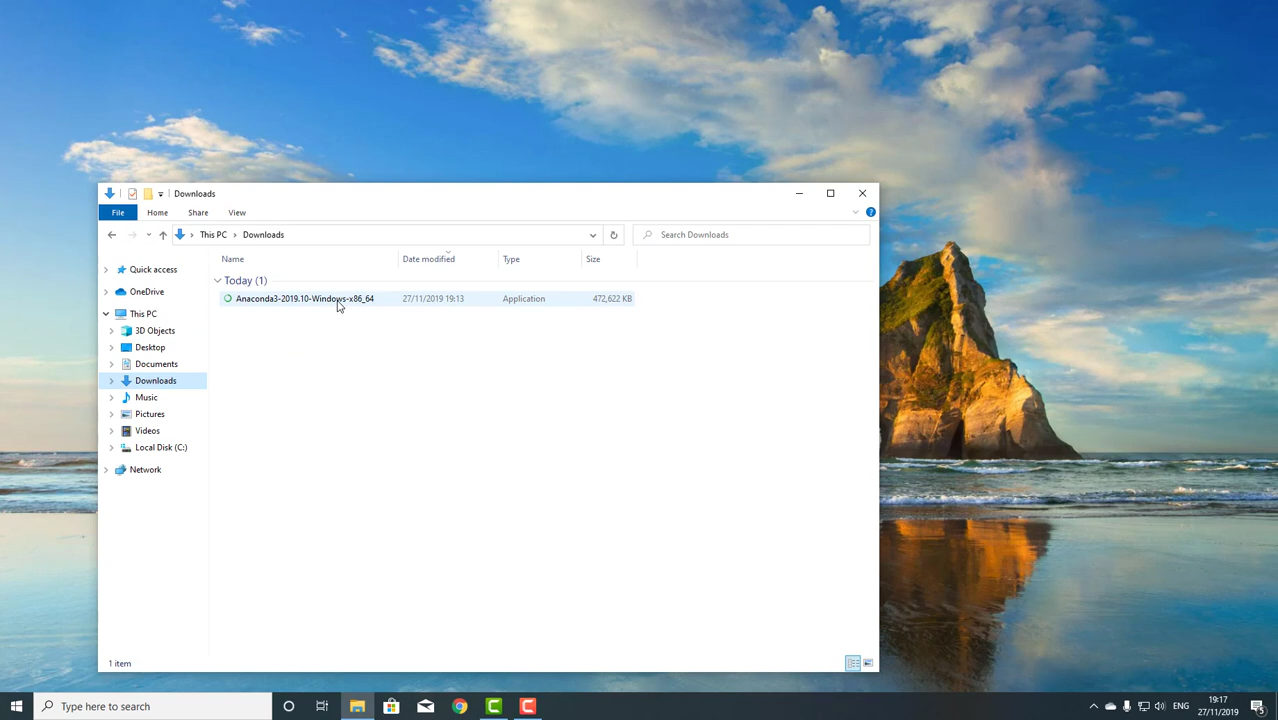 Downloads
File Home Share View
This PC Downloads Search Downloads
Name Date modified Type Size
Quick access
Today (1)
OneDrive
Anaconda3-2019.10-Windows-x86_64 27/11/2019 19:13 Application 472,622 KB
This PC
3D Objects
Desktop
Documents
Downloads
Music
Pictures
Videos
Local Disk (C:)
Network
1 item
Type here to search
ENG
19:17
27/11/2019
5